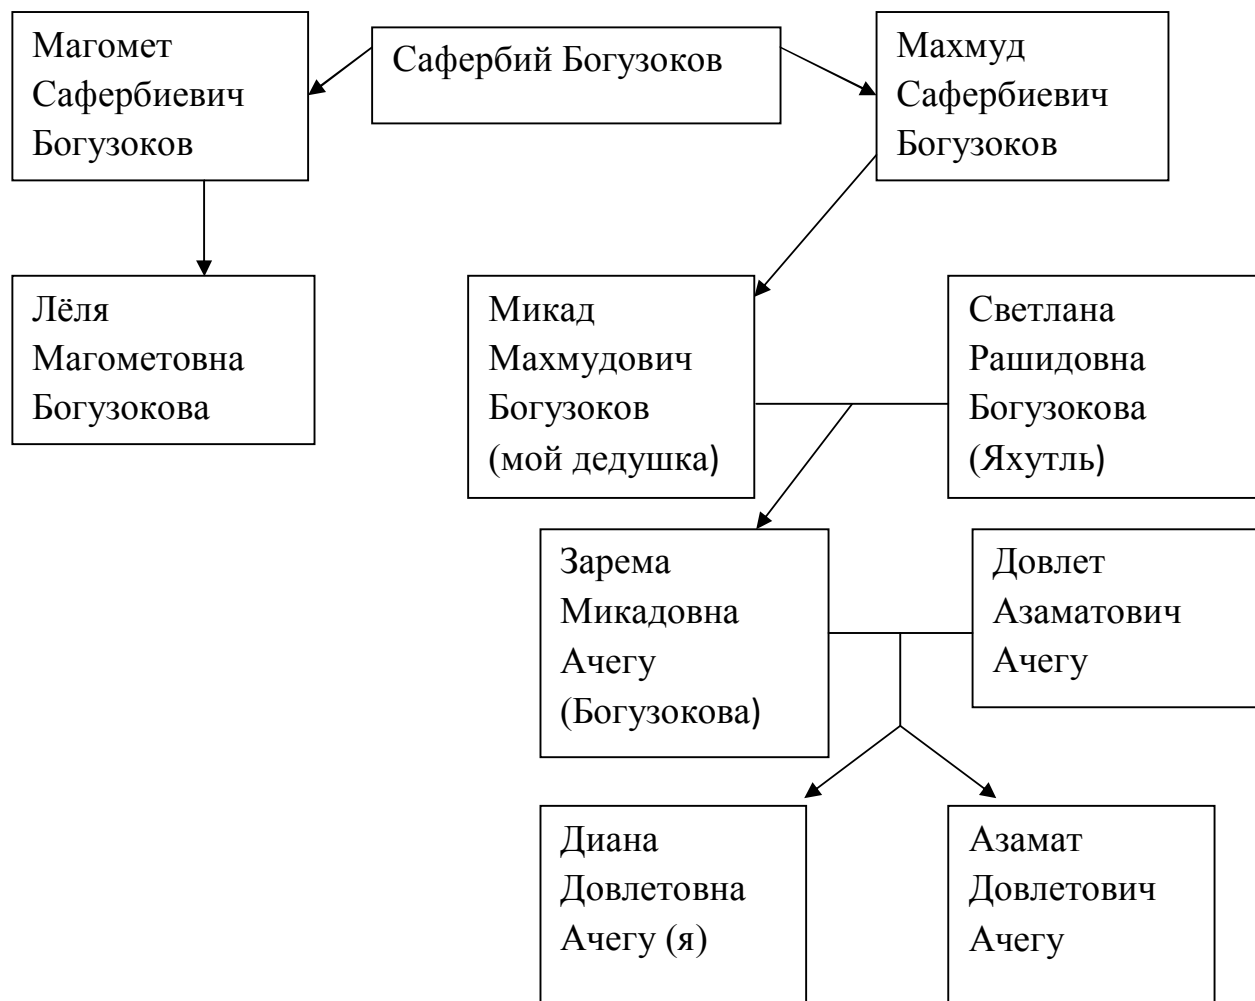 Магомет
Сафербиевич
Богузоков
Сафербий Богузоков
Махмуд
Сафербиевич
Богузоков
Лёля
Магометовна
Богузокова
Микад
Махмудович
Богузоков
(мой дедушка)
Светлана
Рашидовна
Богузокова
(Яхутль)
Зарема
Микадовна
Ачегу
(Богузокова)
Довлет
Азаматович
Ачегу
Диана
Довлетовна
Ачегу (я)
Азамат
Довлетович
Ачегу